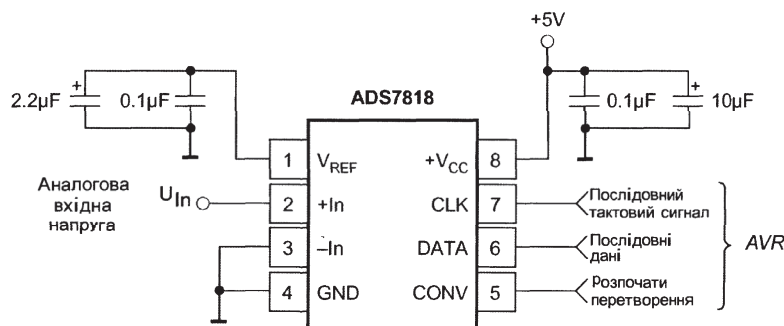 +5V
2.2µF
+
0.1µF
ADS7818
0.1µF
+
10µF
1
V_REF
+V_CC
8
Аналогова
вхідна
напруга
U_In
2
+In
CLK
7
Послідовний
тактовий сигнал
3
–In
DATA
6
Послідовні
дані
AVR
4
GND
CONV
5
Розпочати
перетворення